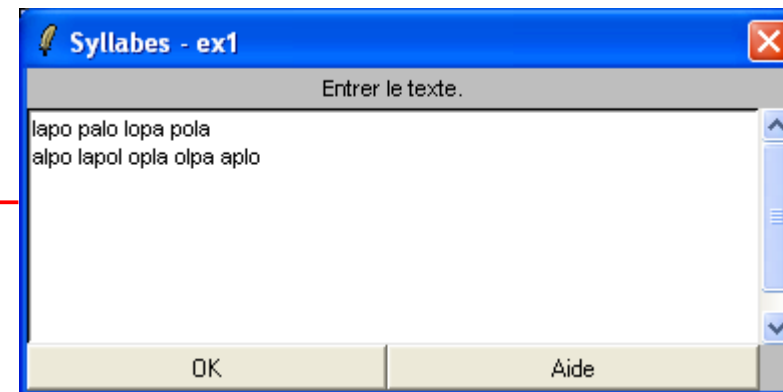 Syllabes - ex1
Entrer le texte.
lapo palo lopa pola
alpo lapol opla olpa aplo
OK Aide